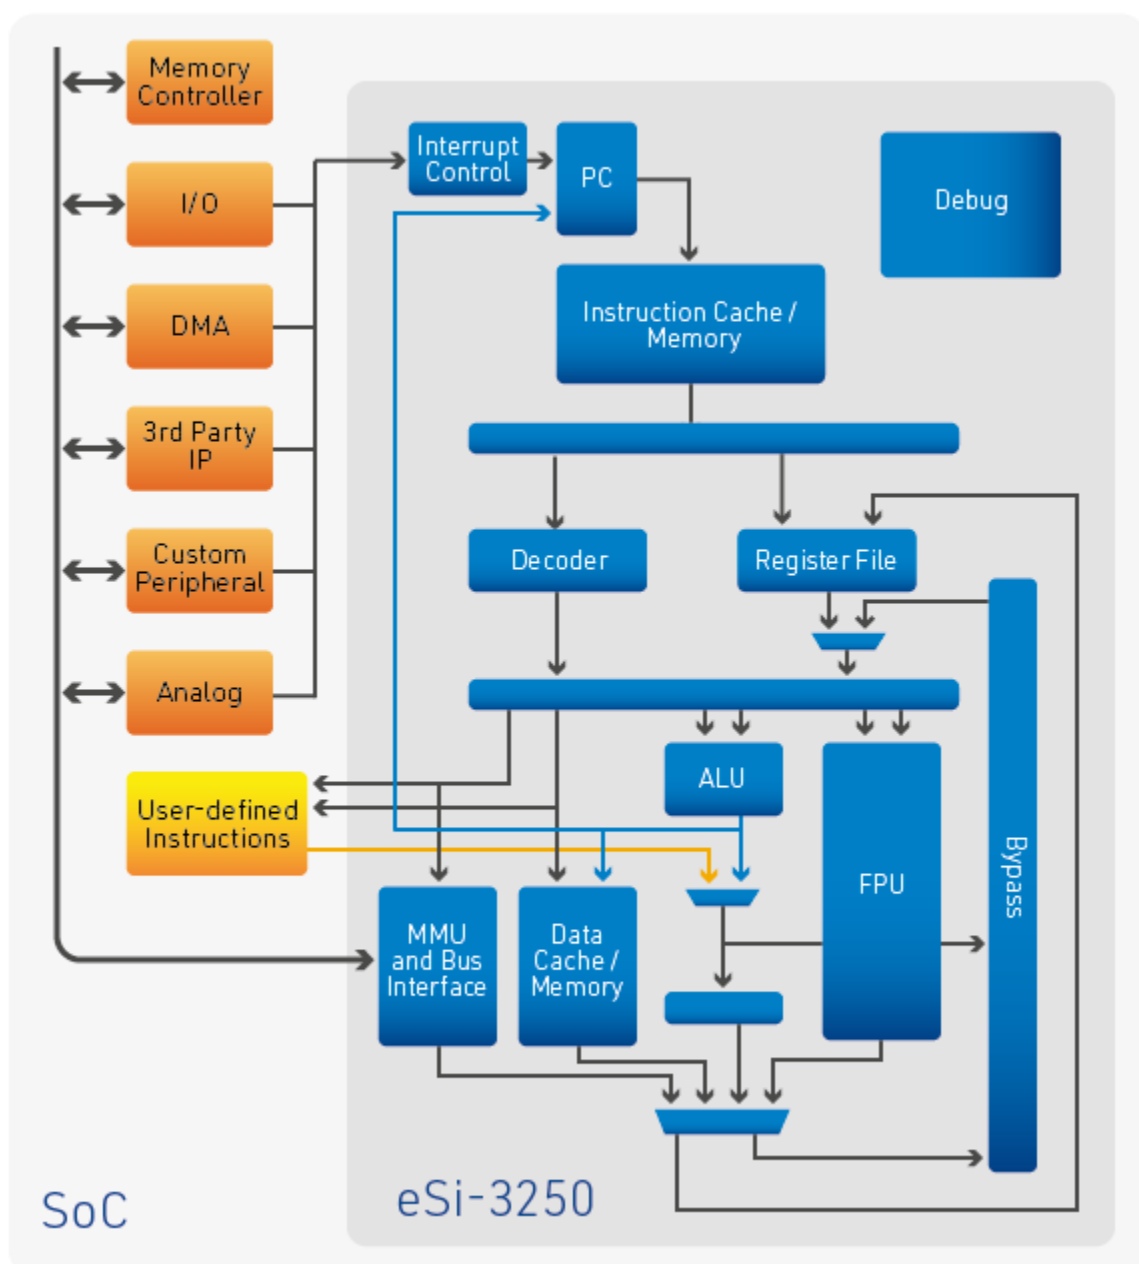 Memory
Controller
I/O
DMA
3rd Party
IP
Custom
Peripheral
Analog
User-defined
Instructions
Interrupt
Control
PC
Debug
Instruction Cache /
Memory
Decoder
Register File
ALU
FPU
Bypass
MMU
and Bus
Interface
Data
Cache /
Memory
SoC
eSi-3250